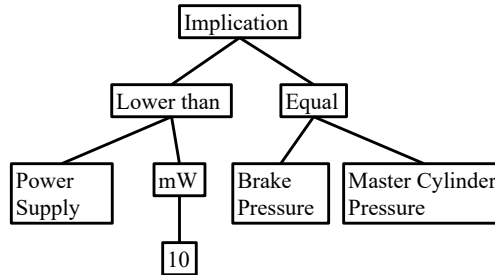 Implication
Lower than
Equal
Power
Supply
mW
Brake
Pressure
Master Cylinder
Pressure
10